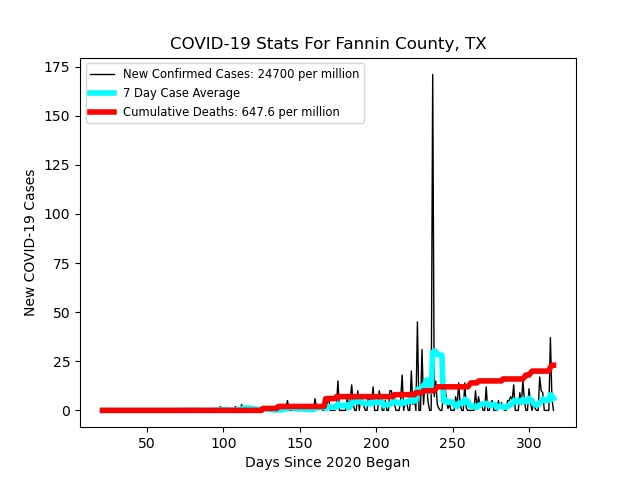 COVID-19 Stats For Fannin County, TX
New Confirmed Cases: 24700 per million
7 Day Case Average
Cumulative Deaths: 647.6 per million
New COVID-19 Cases
175
150
125
100
75
50
25
0
50 100 150 200 250 300
Days Since 2020 Began